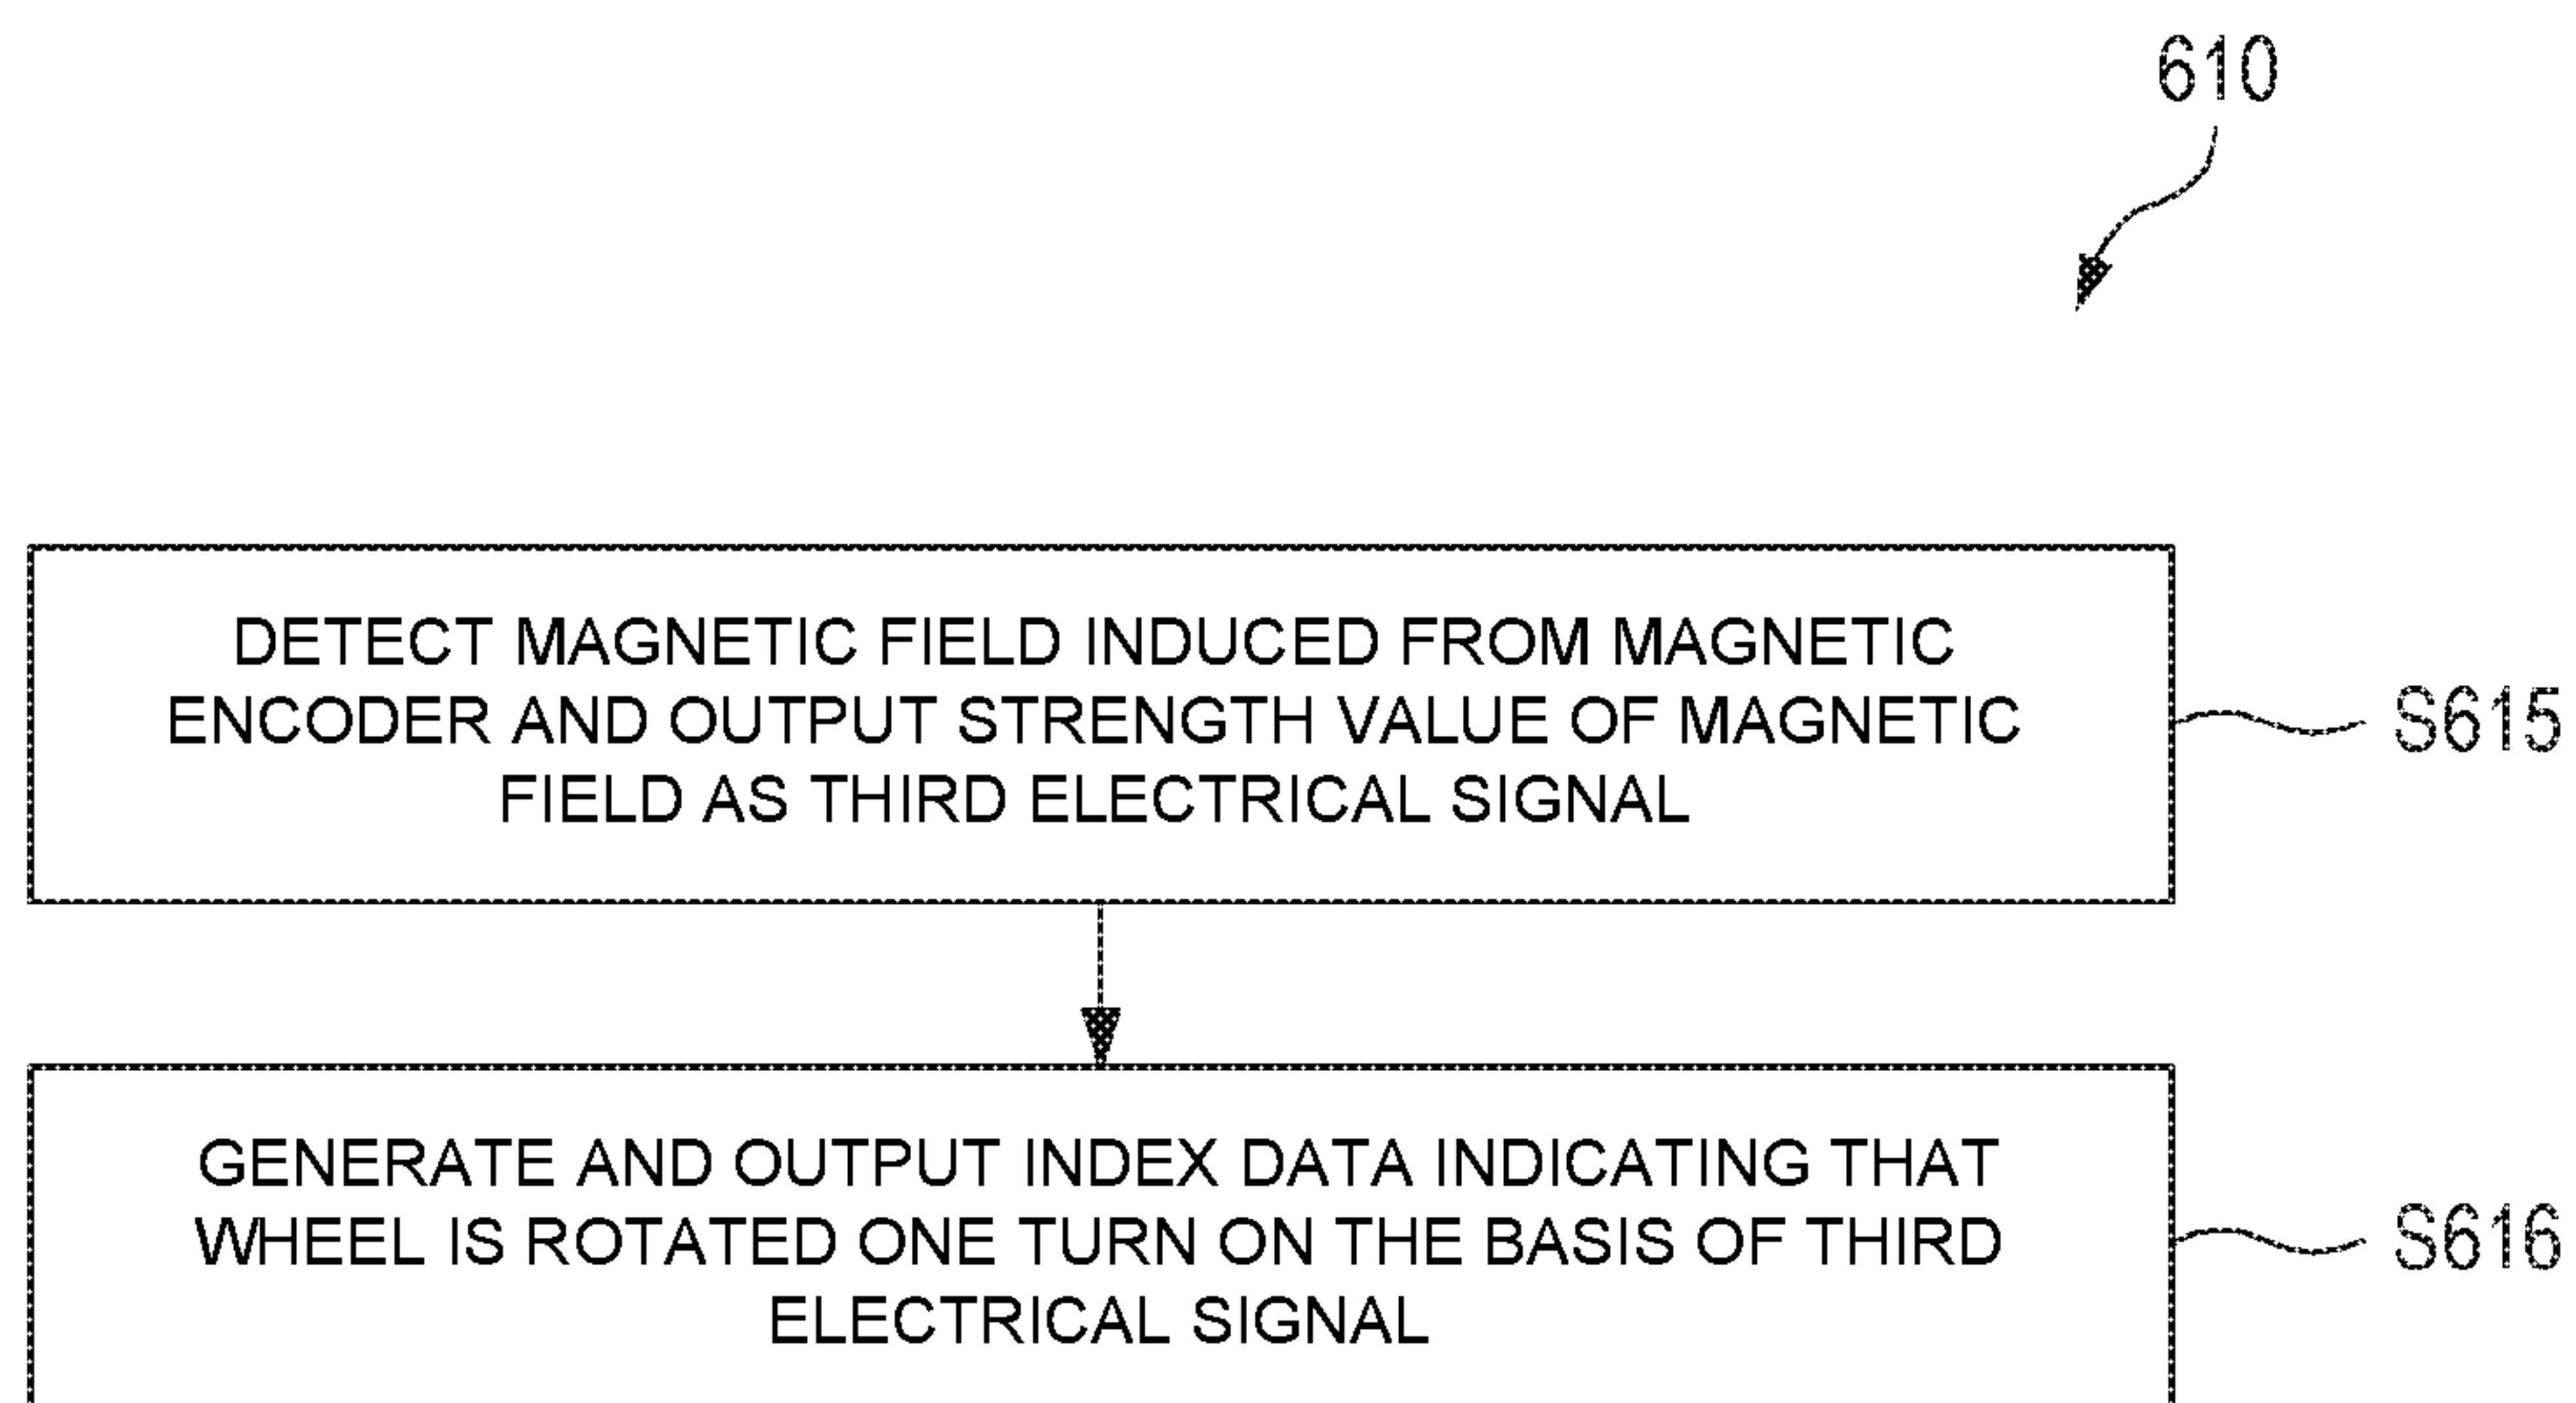 610
DETECT MAGNETIC FIELD INDUCED FROM MAGNETIC
ENCODER AND OUTPUT STRENGTH VALUE OF MAGNETIC
FIELD AS THIRD ELECTRICAL SIGNAL
S615
GENERATE AND OUTPUT INDEX DATA INDICATING THAT
WHEEL IS ROTATED ONE TURN ON THE BASIS OF THIRD
ELECTRICAL SIGNAL
S616